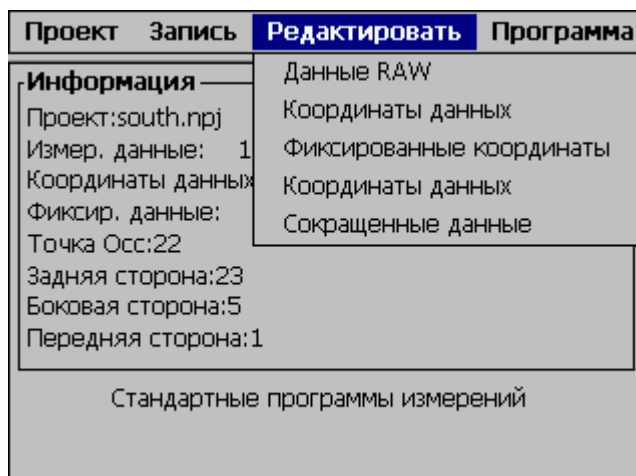 Проект Запись Редактировать Программа
Данные RAW
Координаты данных
Фиксированные координаты
Координаты данных
Сокращенные данные
Информация
Проект:south.npj
Измер. данные: 1
Координаты данных
Фиксир. данные:
Точка Осс:22
Задняя сторона:23
Боковая сторона:5
Передняя сторона:1
Стандартные программы измерений